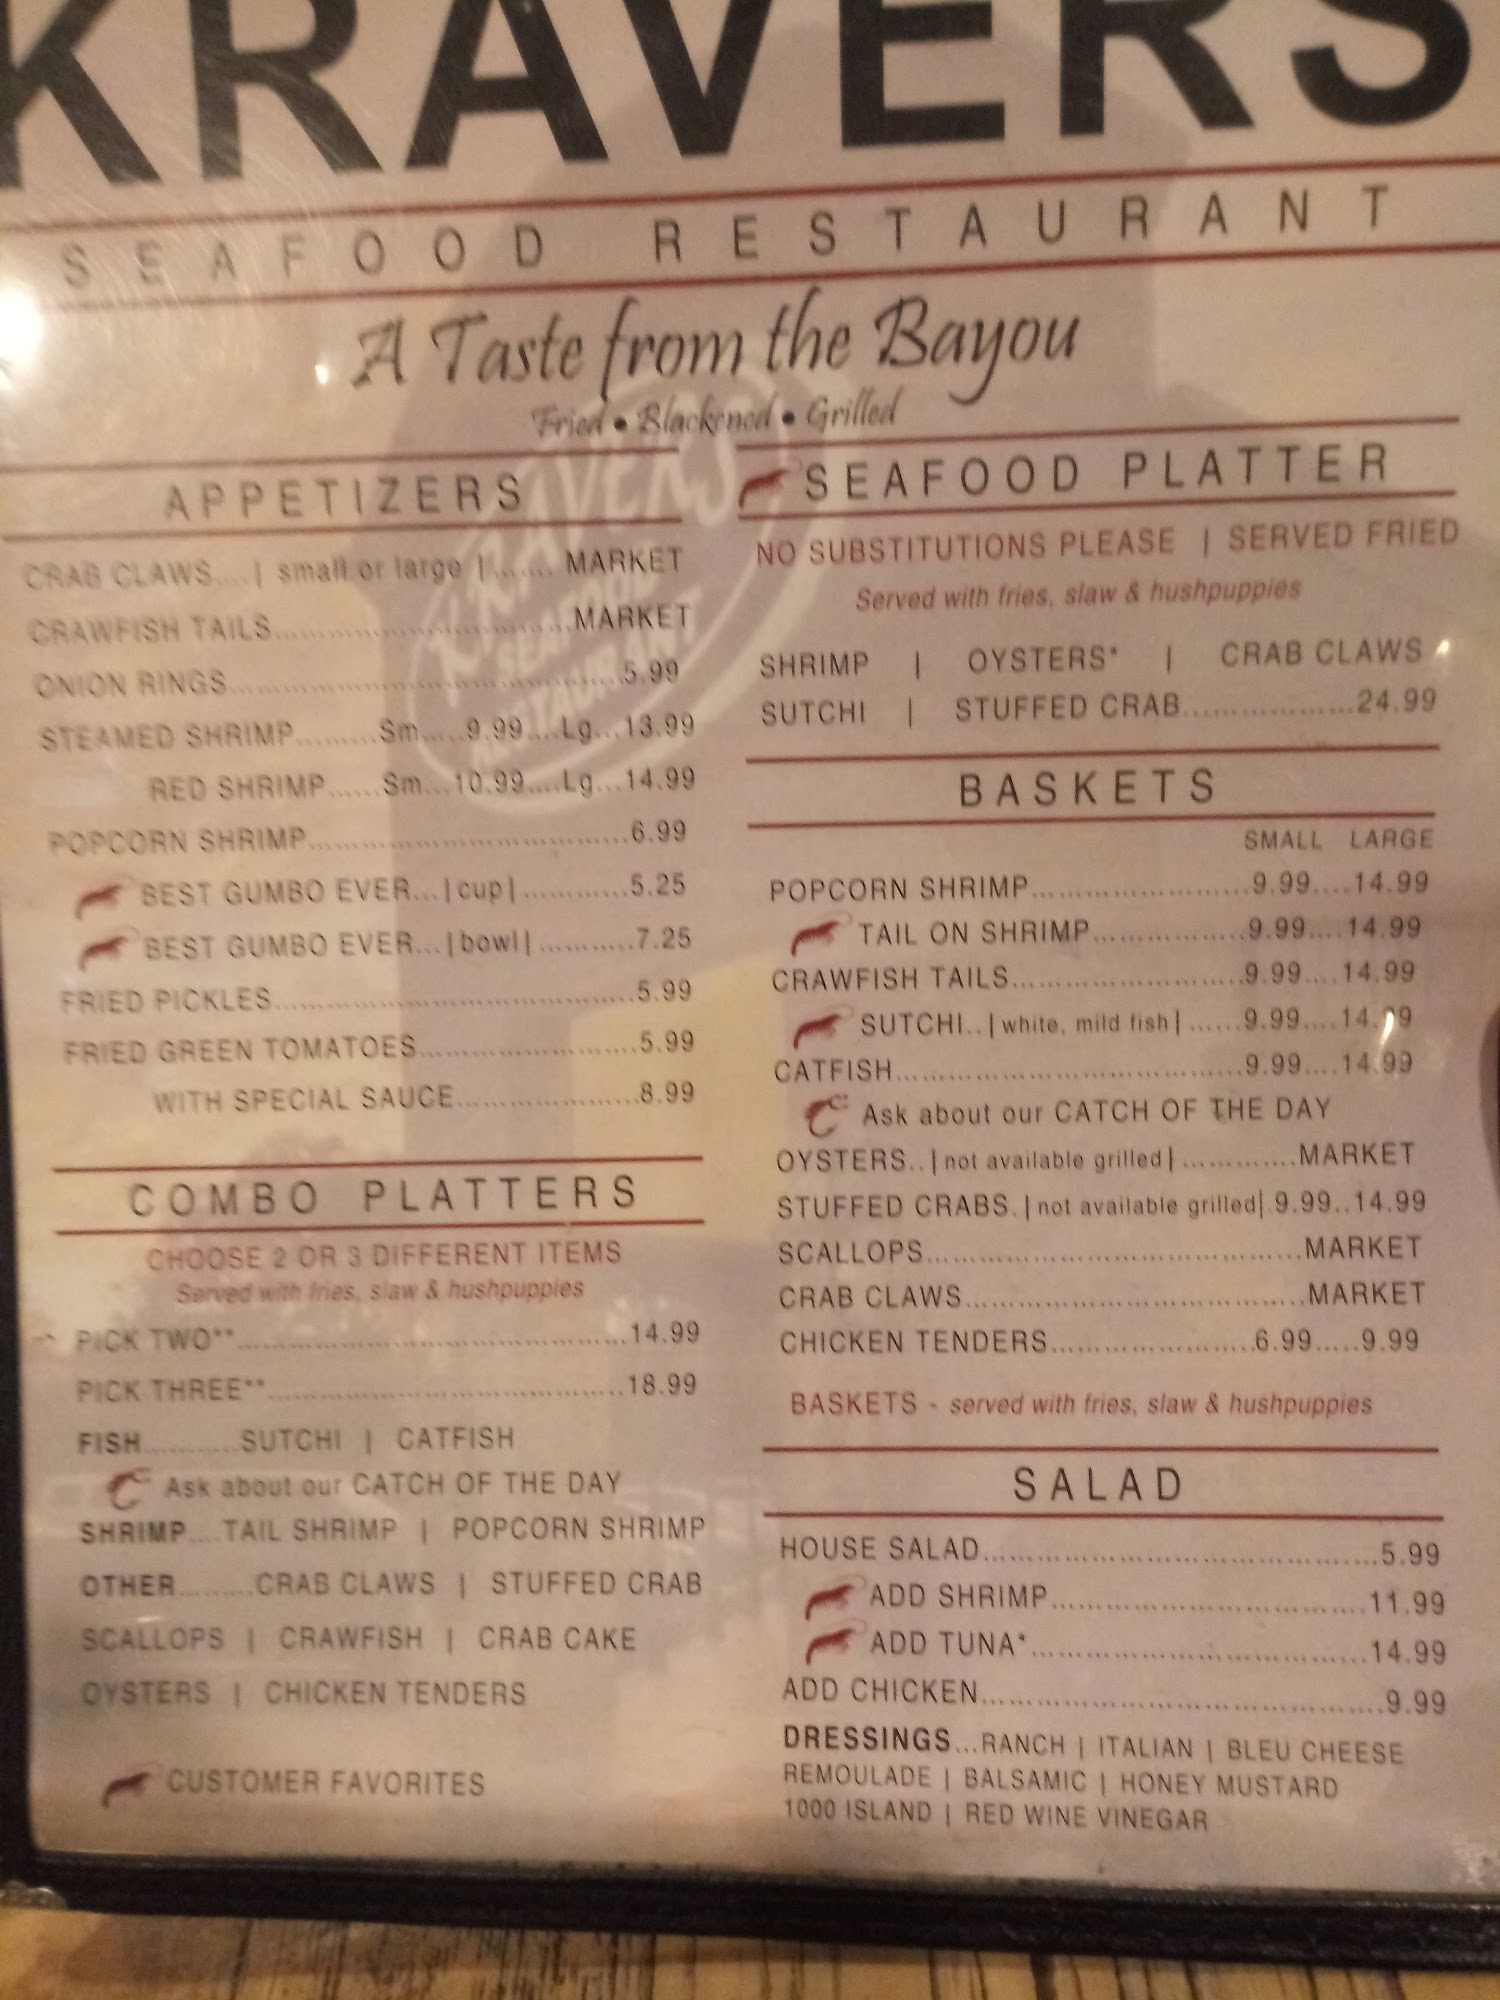 KRAVERS
SEAFOOD RESTAURANT
A Taste from the Bayou
Fried • Blackened • Grilled
APPETIZERS
CRAB CLAWS....| small or large |....... MARKET
CRAWFISH TAILS.................................MARKET
ONION RINGS...........................................5.99
STEAMED SHRIMP.........Sm.....9.99....Lg...13.99
RED SHRIMP......Sm...10.99....Lg...14.99
POPCORN SHRIMP...................................6.99
BEST GUMBO EVER...|cup|............5.25
BEST GUMBO EVER...|bowl|...........7.25
FRIED PICKLES........................................5.99
FRIED GREEN TOMATOES........................5.99
WITH SPECIAL SAUCE....................8.99
COMBO PLATTERS
CHOOSE 2 OR 3 DIFFERENT ITEMS
Served with fries, slaw & hushpuppies
PICK TWO**...........................................14.99
PICK THREE**.......................................18.99
FISH...........SUTCHI | CATFISH
Ask about our CATCH OF THE DAY
SHRIMP....TAIL SHRIMP | POPCORN SHRIMP
OTHER.........CRAB CLAWS | STUFFED CRAB
SCALLOPS | CRAWFISH | CRAB CAKE
OYSTERS | CHICKEN TENDERS
CUSTOMER FAVORITES
SEAFOOD PLATTER
NO SUBSTITUTIONS PLEASE | SERVED FRIED
Served with fries, slaw & hushpuppies
SHRIMP | OYSTERS* | CRAB CLAWS
SUTCHI | STUFFED CRAB...................24.99
BASKETS
SMALL LARGE
POPCORN SHRIMP........................9.99....14.99
TAIL ON SHRIMP.................9.99....14.99
CRAWFISH TAILS.........................9.99....14.99
SUTCHI..|white, mild fish|......9.99....14.99
CATFISH......................................9.99....14.99
Ask about our CATCH OF THE DAY
OYSTERS..|not available grilled|.............MARKET
STUFFED CRABS.|not available grilled|.9.99..14.99
SCALLOPS.........................................MARKET
CRAB CLAWS.....................................MARKET
CHICKEN TENDERS.......................6.99.....9.99
BASKETS - served with fries, slaw & hushpuppies
SALAD
HOUSE SALAD...........................................5.99
ADD SHRIMP..................................11.99
ADD TUNA*.....................................14.99
ADD CHICKEN............................................9.99
DRESSINGS...RANCH | ITALIAN | BLEU CHEESE
REMOULADE | BALSAMIC | HONEY MUSTARD
1000 ISLAND | RED WINE VINEGAR
KRAVERS
SEAFOOD
RESTAURANT